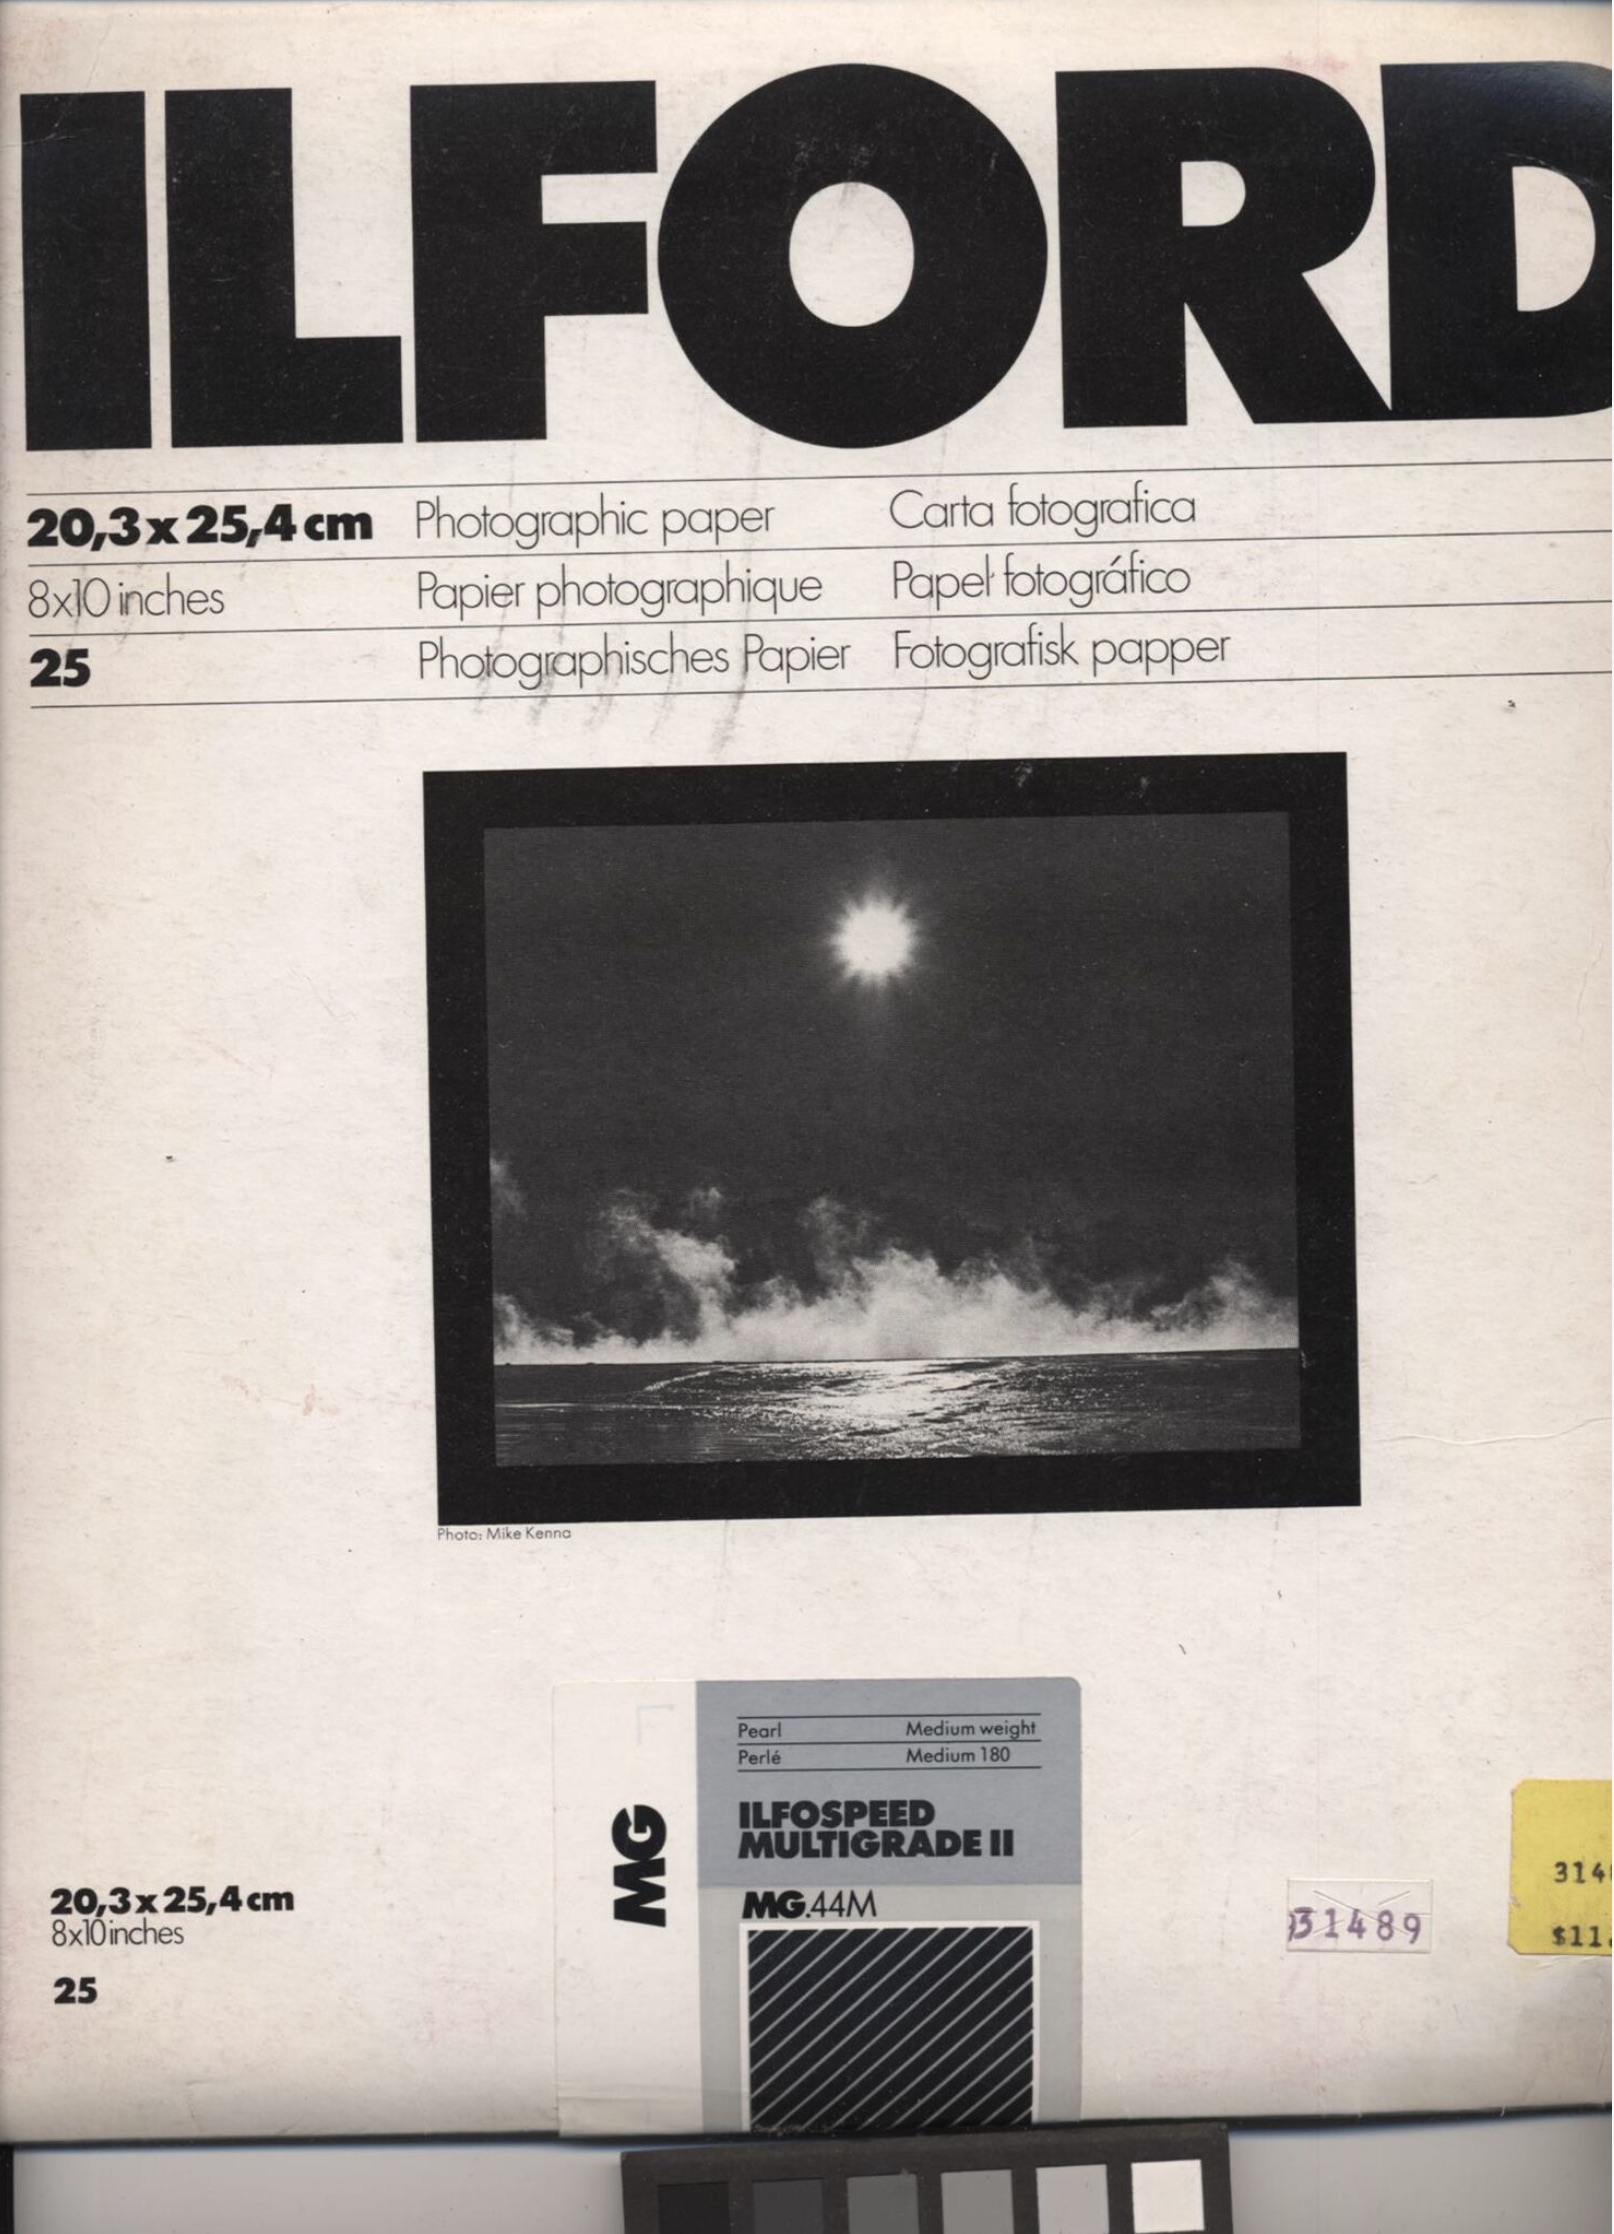 ILFORD
20,3 x 25,4 cm Photographic paper Carta fotografica
8x10 inches Papier photographique Papel fotográfico
25 Photographisches Papier Fotografisk papper
Photo: Mike Kenna
Pearl Medium weight
Perlé Medium 180
ILFOSPEED
MULTIGRADE II
MG
MG.44M
20,3 x 25,4 cm
8x10 inches
25
31489
314
$11.